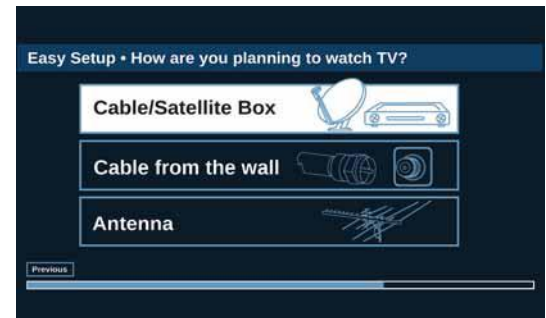 Easy Setup • How are you planning to watch TV?
Cable/Satellite Box
Cable from the wall
Antenna
Previous